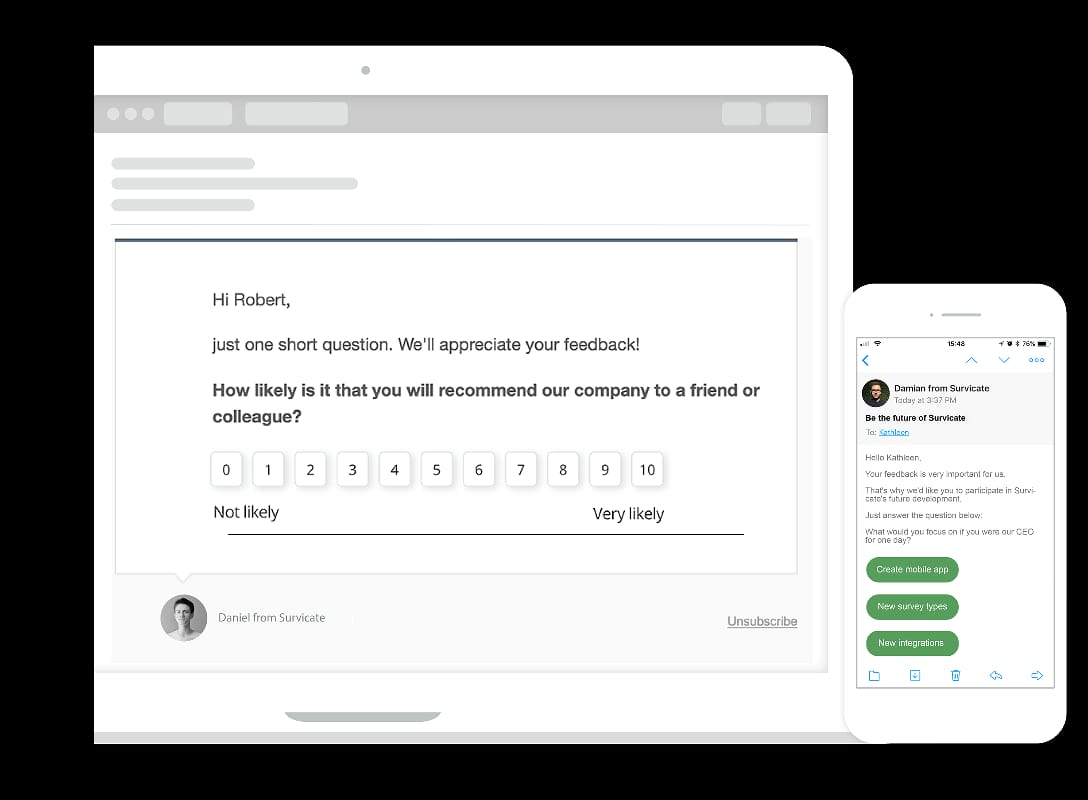 Hi Robert,
just one short question. We'll appreciate your feedback!
How likely is it that you will recommend our company to a friend or
colleague?
0 1 2 3 4 5 6 7 8 9 10
Not likely Very likely
Daniel from Survicate
Unsubscribe
15:48 76%
Damian from Survicate
Today at 3:37 PM
Be the future of Survicate
To: Kathleen
Hello Kathleen,
Your feedback is very important for us.
That's why we'd like you to participate in Survi-
cate's future development.
Just answer the question below:
What would you focus on if you were our CEO
for one day?
Create mobile app
New survey types
New integrations